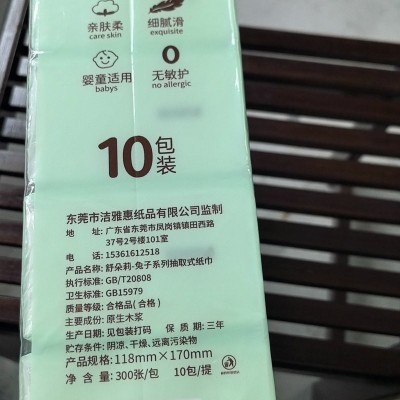 亲肤柔 细腻滑
care skin exquisite
婴童适用 无敏护
babys no allergic
10包装
东莞市洁雅惠纸品有限公司监制
地 址: 广东省东莞市凤岗镇镇田西路
37号2号楼101室
电 话: 15361612518
产品名称: 舒朵莉-兔子系列抽取式纸巾
执行标准: GB/T20808
卫生标准: GB15979
质量等级: 合格品(合格)
主要成份: 原生木浆
生产日期: 见包装打码 保 质 期: 三年
贮存条件: 阴凉、干燥、远离污染物
产品规格: 118mm×170mm
净 含 量: 300张/包 10包/提